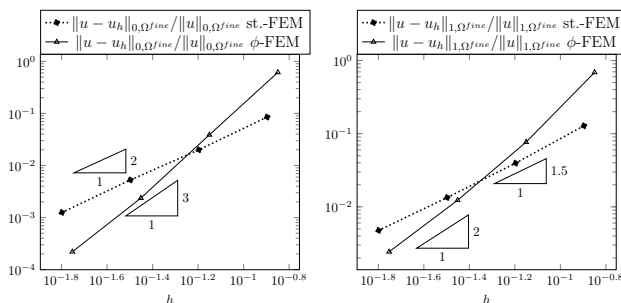 ‖u − u_h‖_{0,Ω^{fine}}/‖u‖_{0,Ω^{fine}} st.-FEM
‖u − u_h‖_{0,Ω^{fine}}/‖u‖_{0,Ω^{fine}} ϕ-FEM
10^0
10^{−1}
10^{−2}
10^{−3}
10^{−4}
2
1
3
1
10^{−1.8} 10^{−1.6} 10^{−1.4} 10^{−1.2} 10^{−1} 10^{−0.8}
h
‖u − u_h‖_{1,Ω^{fine}}/‖u‖_{1,Ω^{fine}} st.-FEM
‖u − u_h‖_{1,Ω^{fine}}/‖u‖_{1,Ω^{fine}} ϕ-FEM
10^0
10^{−1}
10^{−2}
1.5
1
2
1
10^{−1.8} 10^{−1.6} 10^{−1.4} 10^{−1.2} 10^{−1} 10^{−0.8}
h